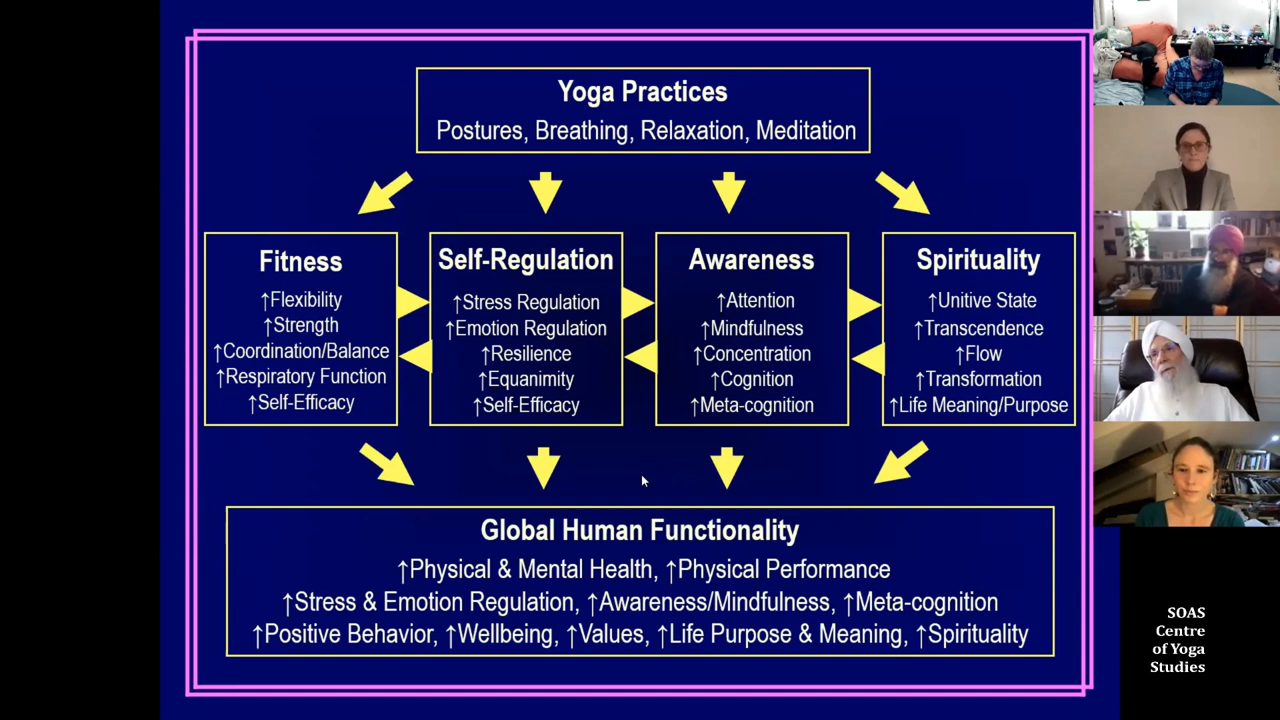 Yoga Practices
Postures, Breathing, Relaxation, Meditation
Fitness
↑Flexibility
↑Strength
↑Coordination/Balance
↑Respiratory Function
↑Self-Efficacy
Self-Regulation
↑Stress Regulation
↑Emotion Regulation
↑Resilience
↑Equanimity
↑Self-Efficacy
Awareness
↑Attention
↑Mindfulness
↑Concentration
↑Cognition
↑Meta-cognition
Spirituality
↑Unitive State
↑Transcendence
↑Flow
↑Transformation
↑Life Meaning/Purpose
Global Human Functionality
↑Physical & Mental Health, ↑Physical Performance
↑Stress & Emotion Regulation, ↑Awareness/Mindfulness, ↑Meta-cognition
↑Positive Behavior, ↑Wellbeing, ↑Values, ↑Life Purpose & Meaning, ↑Spirituality
SOAS
Centre
of Yoga
Studies